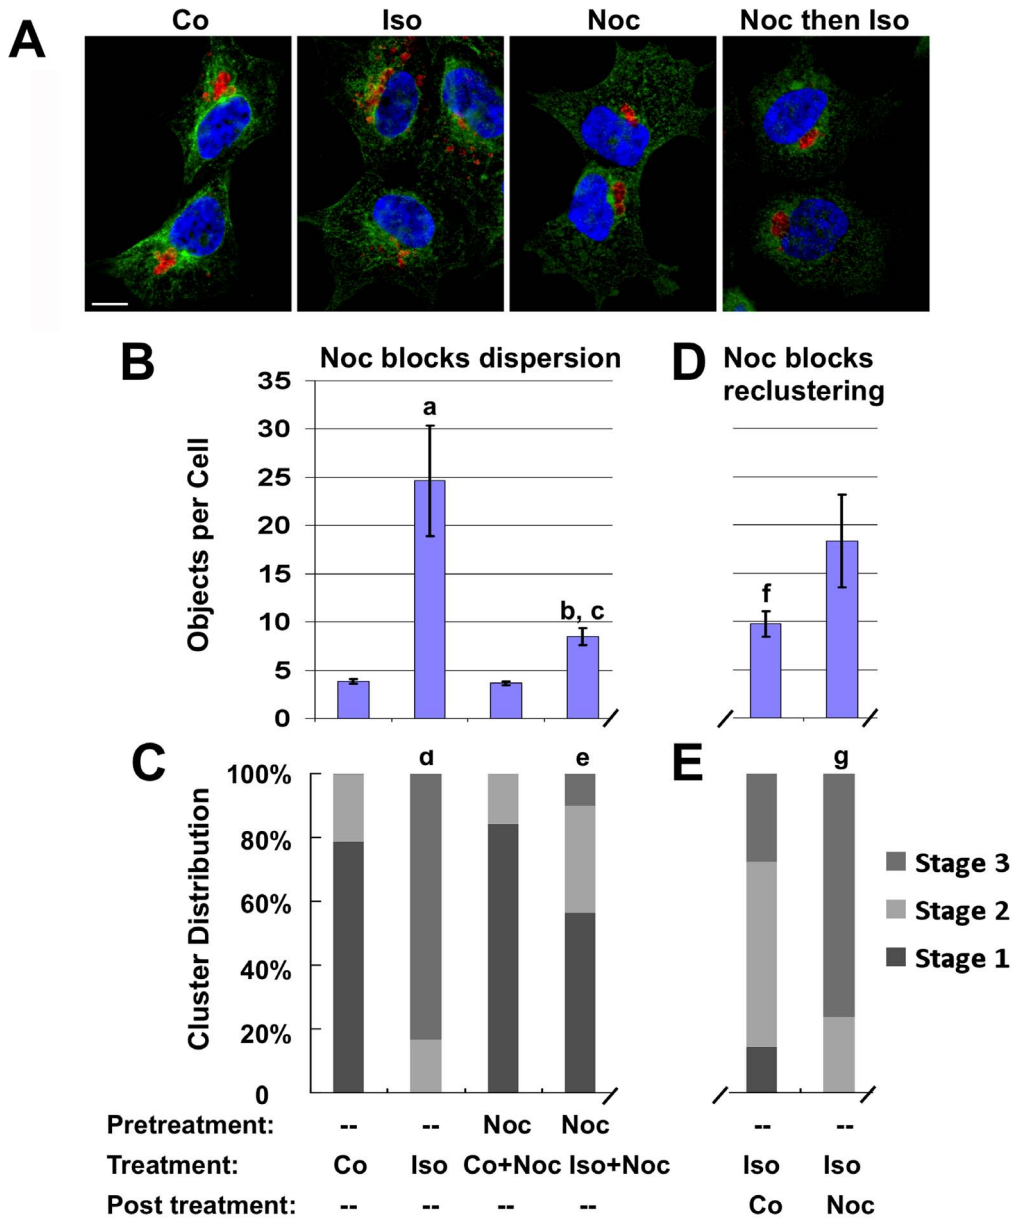 A
Co Iso Noc Noc then Iso
B Noc blocks dispersion
D Noc blocks
reclustering
Objects per Cell
35
30
25
20
15
10
5
0
a
b, c
f
C
E
Cluster Distribution
100%
80%
60%
40%
20%
0
d e
g
Stage 3
Stage 2
Stage 1
Pretreatment: -- -- Noc Noc -- --
Treatment: Co Iso Co+Noc Iso+Noc Iso Iso
Post treatment: -- -- -- -- Co Noc